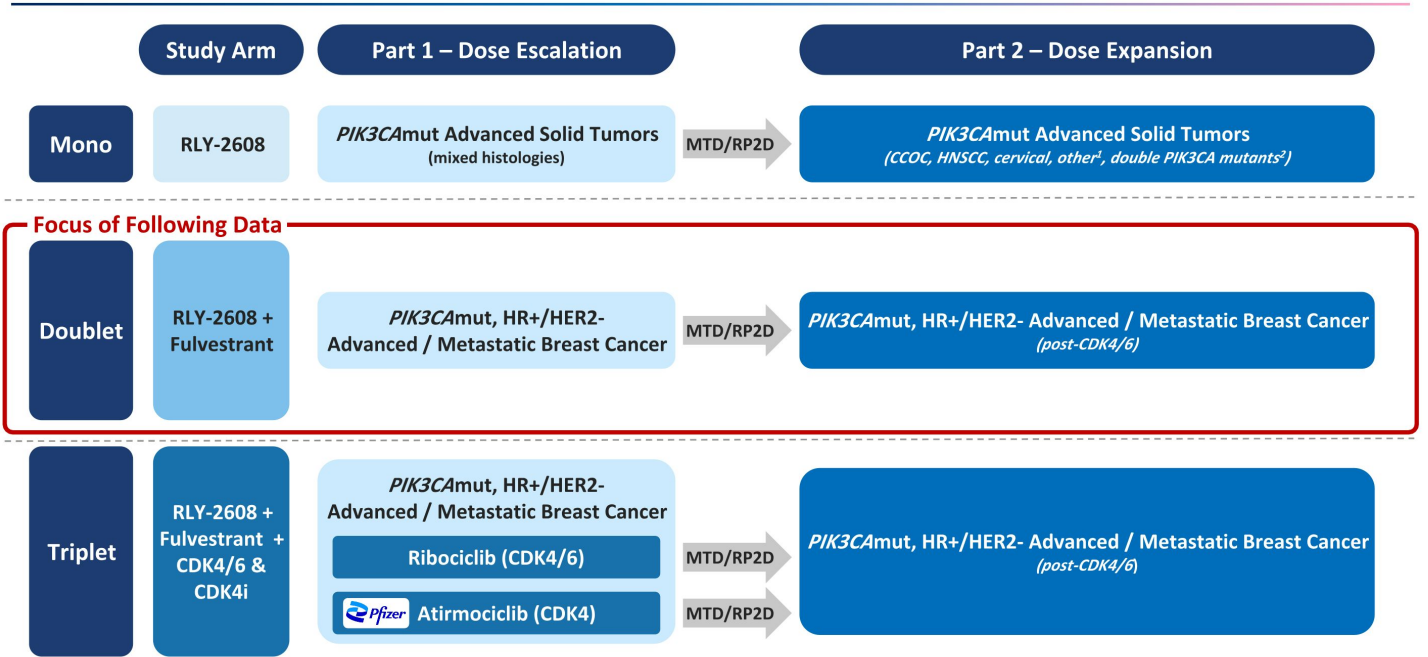 Study Arm
Part 1 – Dose Escalation
Part 2 – Dose Expansion
Mono
RLY-2608
PIK3CAmut Advanced Solid Tumors
(mixed histologies)
MTD/RP2D
PIK3CAmut Advanced Solid Tumors
(CCOC, HNSCC, cervical, other¹, double PIK3CA mutants²)
Focus of Following Data
Doublet
RLY-2608 +
Fulvestrant
PIK3CAmut, HR+/HER2-
Advanced / Metastatic Breast Cancer
MTD/RP2D
PIK3CAmut, HR+/HER2- Advanced / Metastatic Breast Cancer
(post-CDK4/6)
Triplet
RLY-2608 +
Fulvestrant +
CDK4/6 &
CDK4i
PIK3CAmut, HR+/HER2-
Advanced / Metastatic Breast Cancer
Ribociclib (CDK4/6)
MTD/RP2D
Pfizer Atirmociclib (CDK4)
MTD/RP2D
PIK3CAmut, HR+/HER2- Advanced / Metastatic Breast Cancer
(post-CDK4/6)